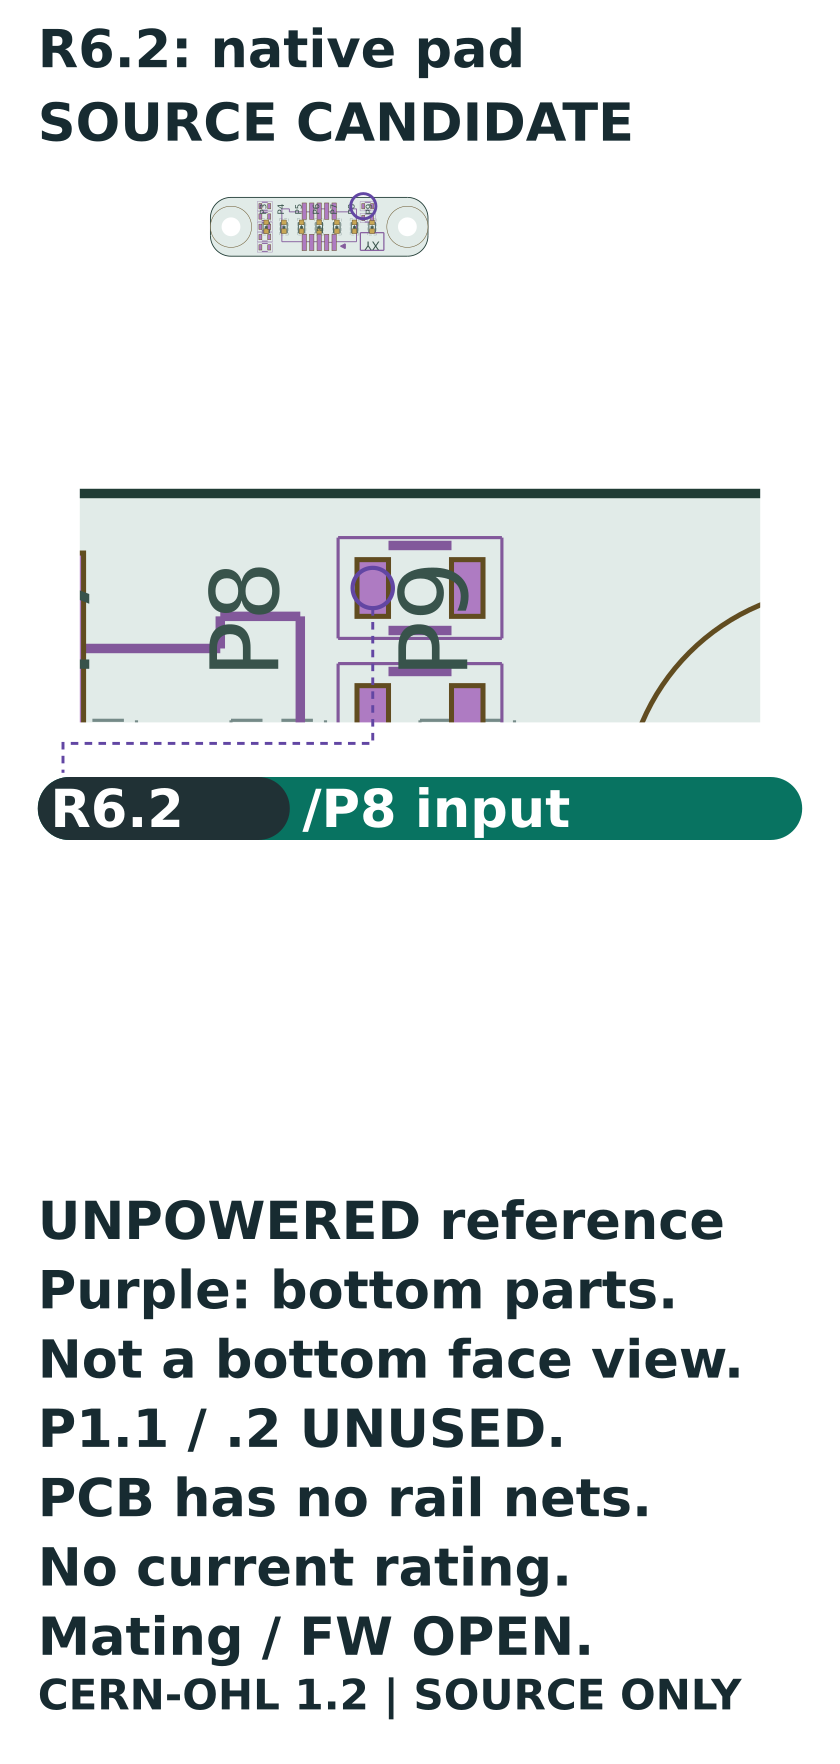 R6.2: native pad
SOURCE CANDIDATE
XY
P8
P9
R6.2 /P8 input
UNPOWERED reference
Purple: bottom parts.
Not a bottom face view.
P1.1 / .2 UNUSED.
PCB has no rail nets.
No current rating.
Mating / FW OPEN.
CERN-OHL 1.2 | SOURCE ONLY